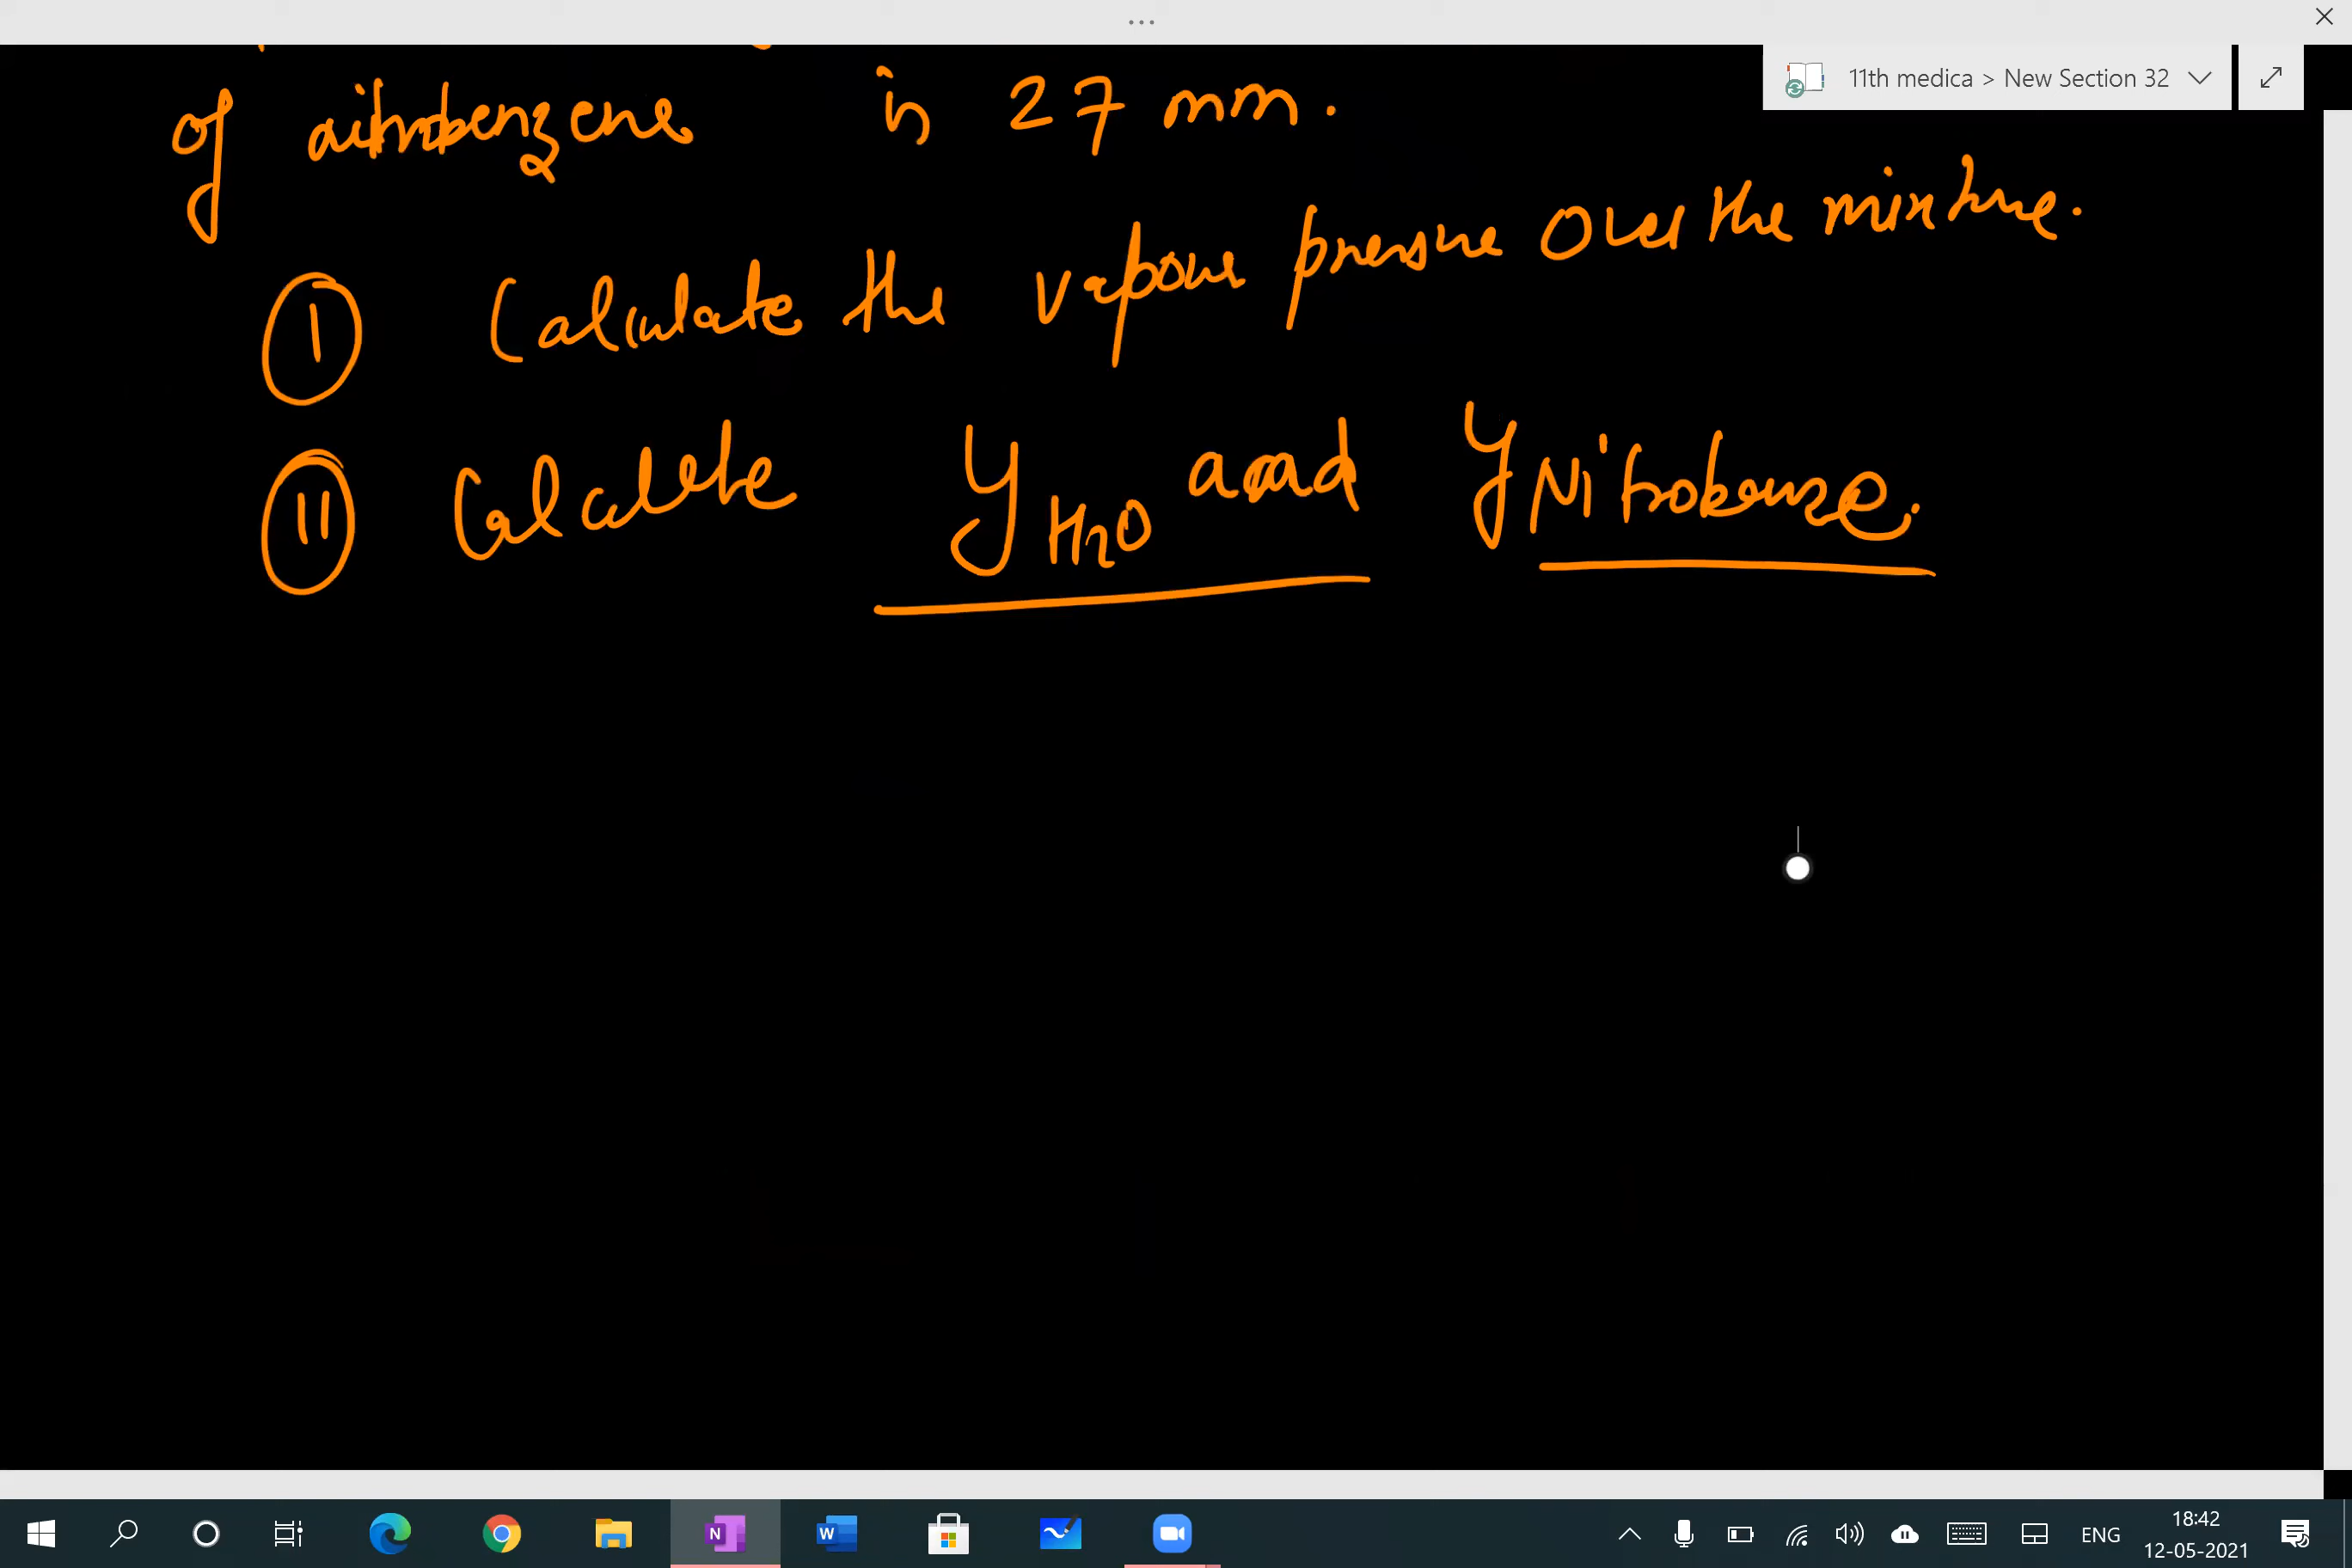 ...
11th medica > New Section 32
of nitrobenzene is 27 mm.
I Calculate the vapour pressure over the mixture.
II Calculate Y H2O and Y Nitrobenze.
N
W
ENG
18:42
12-05-2021